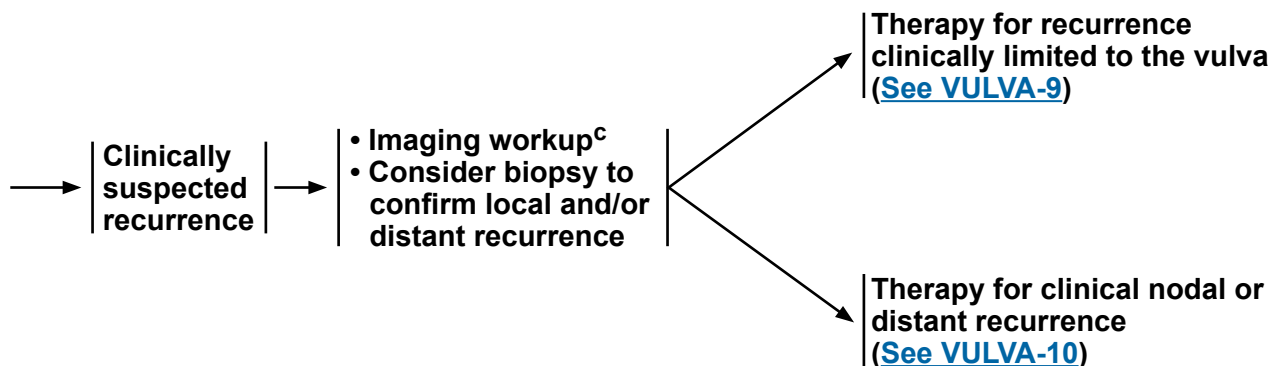 Clinically
suspected
recurrence
• Imaging workupᶜ
• Consider biopsy to
confirm local and/or
distant recurrence
Therapy for recurrence
clinically limited to the vulva
(See VULVA-9)
Therapy for clinical nodal or
distant recurrence
(See VULVA-10)